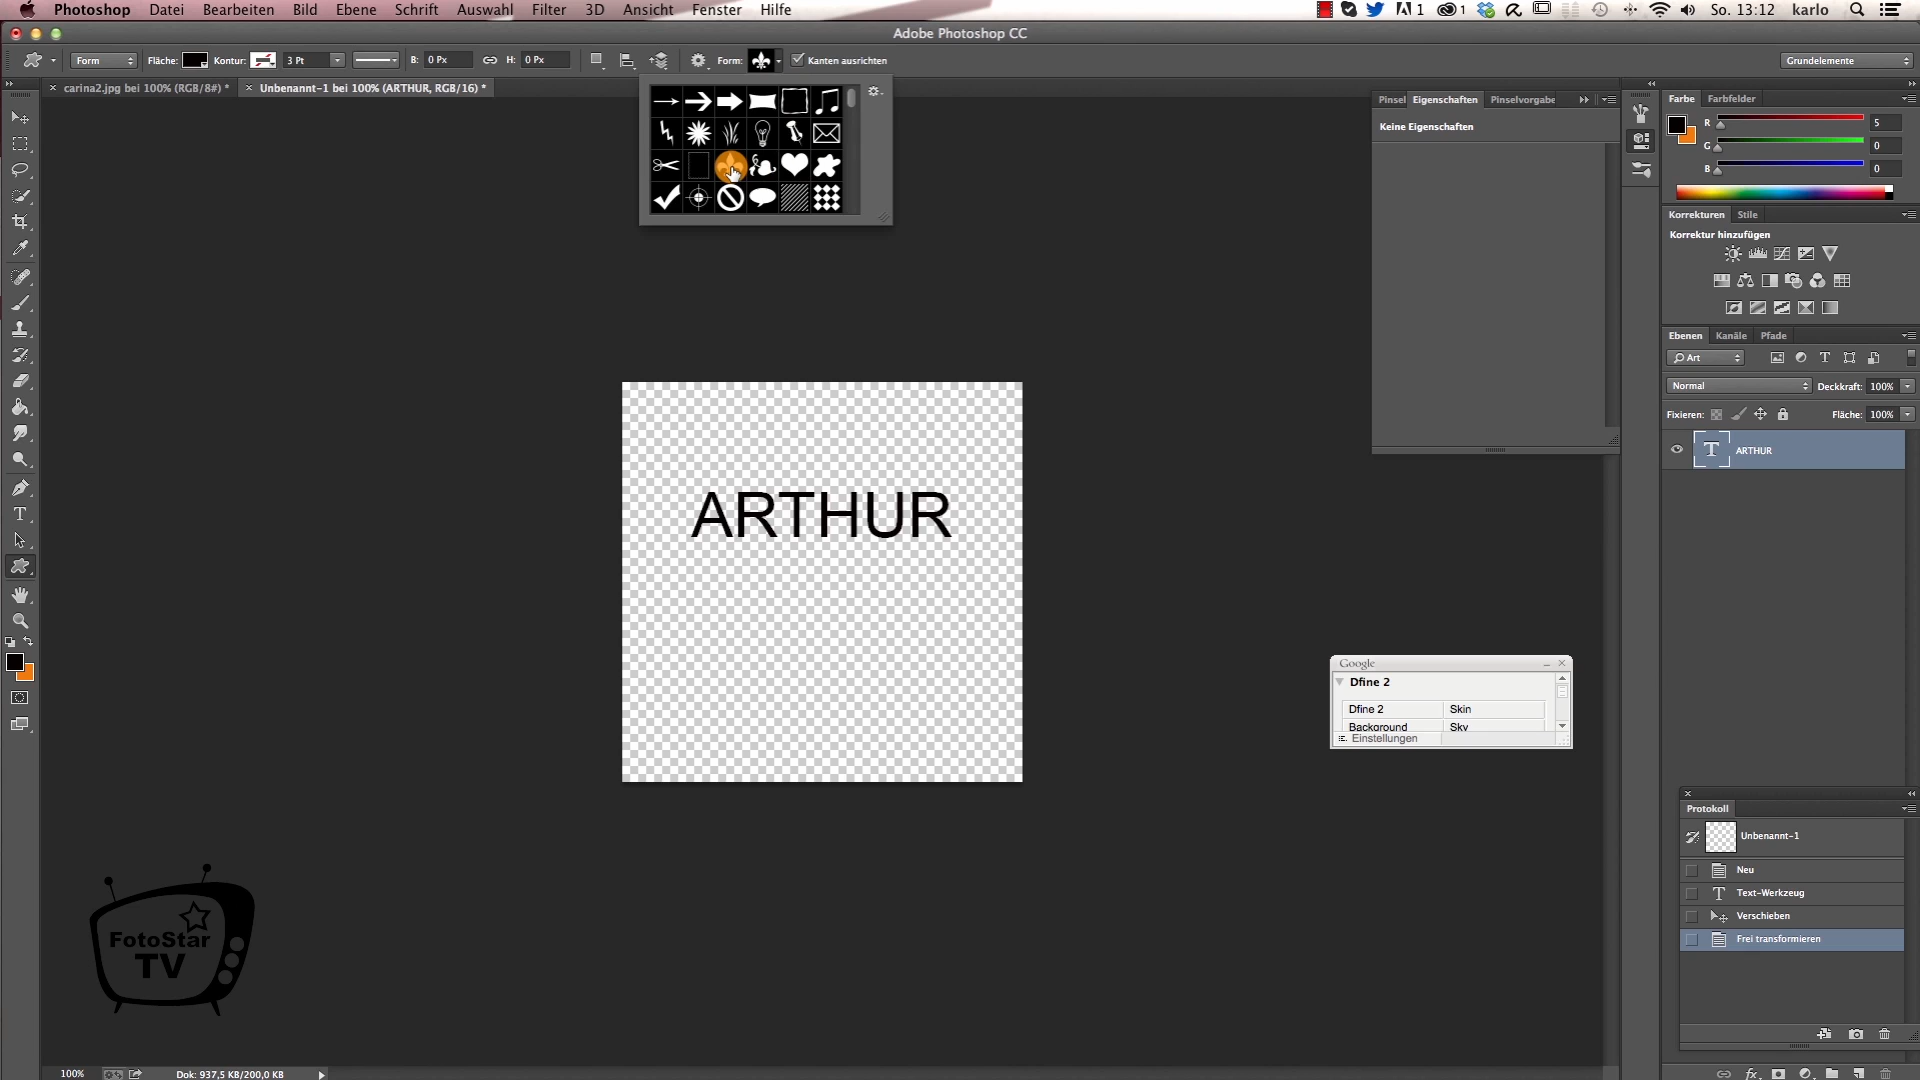 Photoshop Datei Bearbeiten Bild Ebene Schrift Auswahl Filter 3D Ansicht Fenster Hilfe 1 1 So. 13:12 karlo
Adobe Photoshop CC
Form Fläche: Kontur: 3 Pt B: 0 Px H: 0 Px Form: Kanten ausrichten Grundelemente
carina2.jpg bei 100% (RGB/8#) * Unbenannt-1 bei 100% (ARTHUR, RGB/16) *
Pinsel Eigenschaften Pinselvorgabe
Keine Eigenschaften
Farbe Farbfelder
R 5
G 0
B 0
Korrekturen Stile
Korrektur hinzufügen
Ebenen Kanäle Pfade
Art
Normal Deckkraft: 100%
Fixieren: Fläche: 100%
T ARTHUR
ARTHUR
Google
Dfine 2
Dfine 2 Skin
Background Sky
Einstellungen
Protokoll
Unbenannt-1
Neu
Text-Werkzeug
Verschieben
Frei transformieren
FotoStar
TV
100% Dok: 937,5 KB/200,0 KB